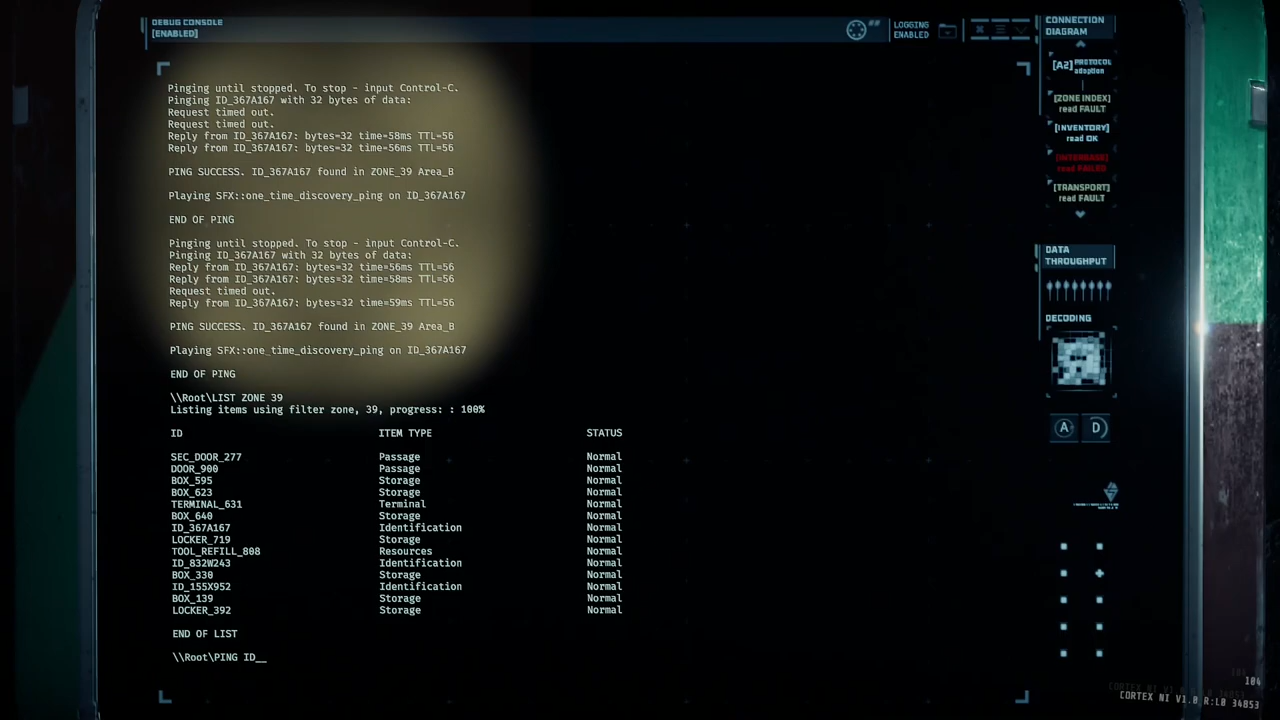 DEBUG CONSOLE
[ENABLED]
LOGGING
ENABLED
CONNECTION
DIAGRAM
Pinging until stopped. To stop - input Control-C.
Pinging ID_367A167 with 32 bytes of data:
Request timed out.
Request timed out.
Reply from ID_367A167: bytes=32 time=58ms TTL=56
Reply from ID_367A167: bytes=32 time=56ms TTL=56
PING SUCCESS. ID_367A167 found in ZONE_39 Area_B
Playing SFX::one_time_discovery_ping on ID_367A167
END OF PING
Pinging until stopped. To stop - input Control-C.
Pinging ID_367A167 with 32 bytes of data:
Reply from ID_367A167: bytes=32 time=56ms TTL=56
Reply from ID_367A167: bytes=32 time=58ms TTL=56
Request timed out.
Reply from ID_367A167: bytes=32 time=59ms TTL=56
PING SUCCESS. ID_367A167 found in ZONE_39 Area_B
Playing SFX::one_time_discovery_ping on ID_367A167
END OF PING
\\Root\LIST ZONE 39
Listing items using filter zone, 39, progress: : 100%
ID ITEM TYPE STATUS
SEC_DOOR_277 Passage Normal
DOOR_900 Passage Normal
BOX_595 Storage Normal
BOX_623 Storage Normal
TERMINAL_631 Terminal Normal
BOX_640 Storage Normal
ID_367A167 Identification Normal
LOCKER_719 Storage Normal
TOOL_REFILL_808 Resources Normal
ID_832W243 Identification Normal
BOX_330 Storage Normal
ID_155X952 Identification Normal
BOX_139 Storage Normal
LOCKER_392 Storage Normal
END OF LIST
\\Root\PING ID__
[A2] PROTOCOL
adoption
[ZONE INDEX]
read FAULT
[INVENTORY]
read OK
[INTERBASE]
read FAILED
[TRANSPORT]
read FAULT
DATA
THROUGHPUT
DECODING
A D
104
CORTEX NI V1.0 R:L0 34853